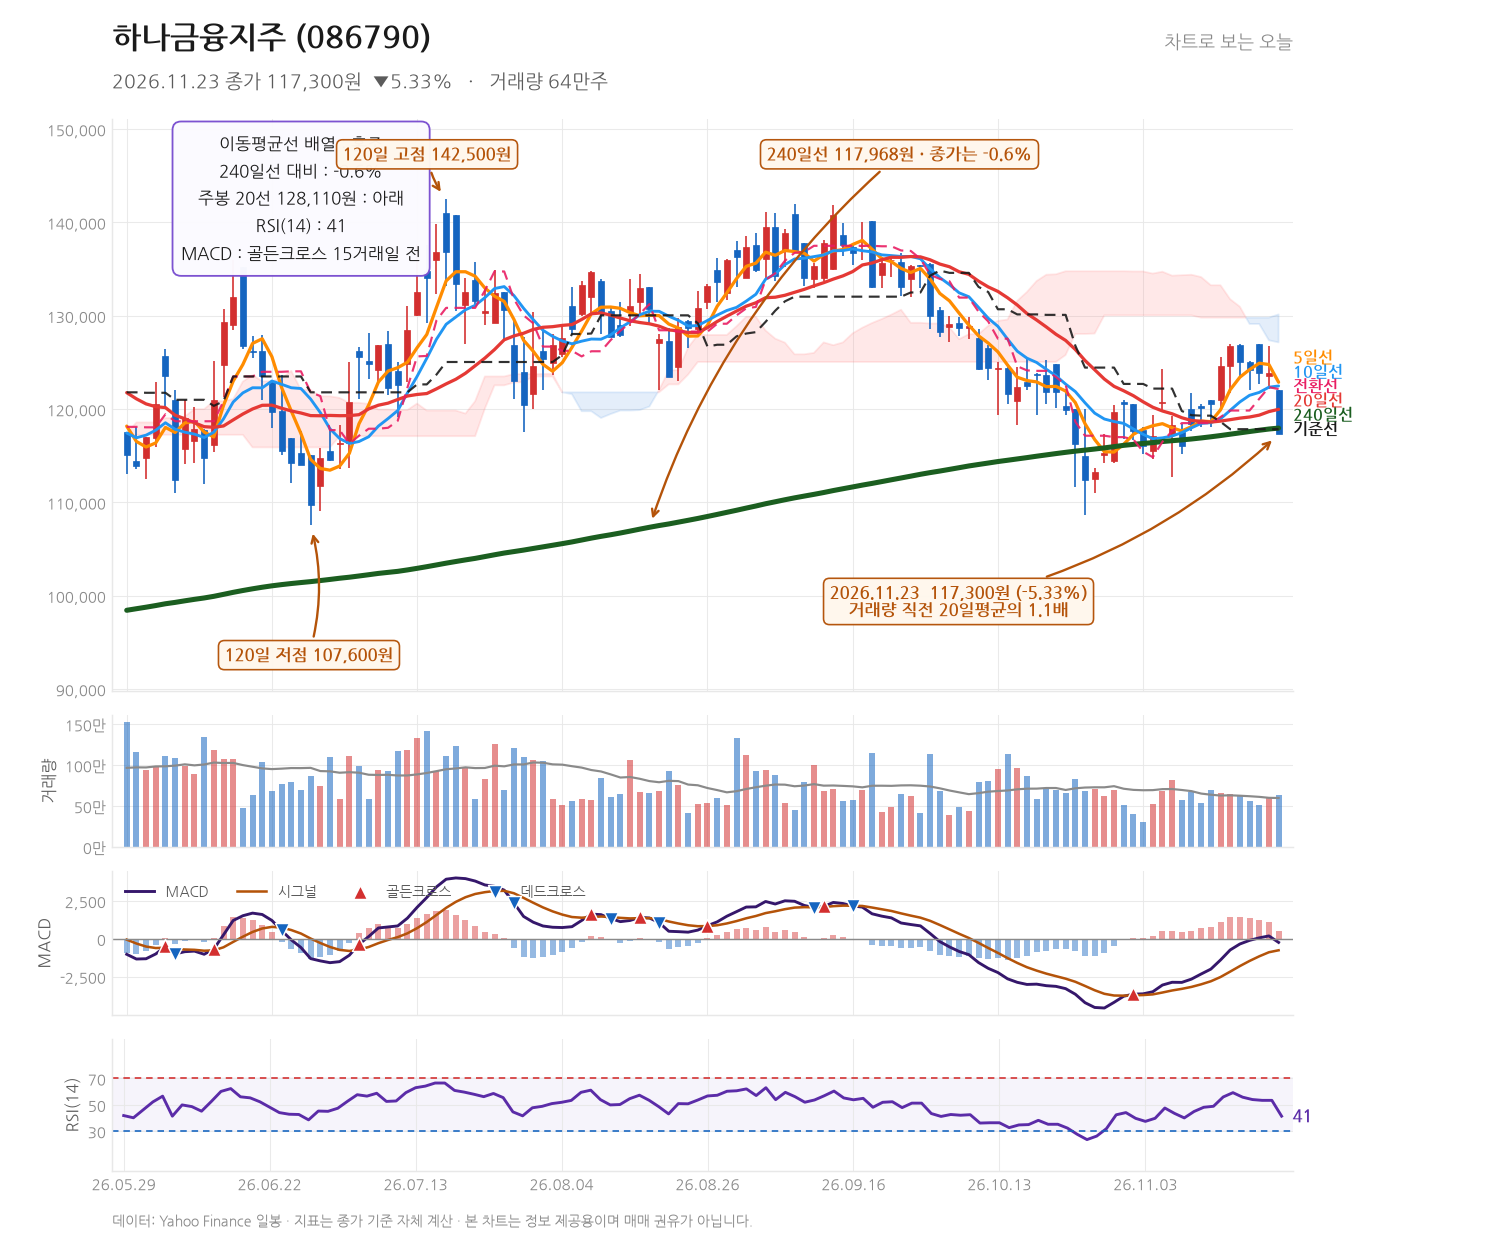 하나금융지주 (086790)
차트로 보는 오늘
2026.11.23 종가 117,300원 ▼5.33% · 거래량 64만주
150,000
140,000
130,000
120,000
110,000
100,000
90,000
이동평균선 배열
240일선 대비 : -0.6%
주봉 20선 128,110원 : 아래
RSI(14) : 41
MACD : 골든크로스 15거래일 전
120일 고점 142,500원
240일선 117,968원 · 종가는 -0.6%
5일선
10일선
전환선
20일선
240일선
기준선
2026.11.23 117,300원 (-5.33%)
거래량 직전 20일평균의 1.1배
120일 저점 107,600원
거래량
150만
100만
50만
0만
MACD
2,500
0
-2,500
MACD
시그널
골든크로스
데드크로스
RSI(14)
70
50
30
41
26.05.29
26.06.22
26.07.13
26.08.04
26.08.26
26.09.16
26.10.13
26.11.03
데이터: Yahoo Finance 일봉 · 지표는 종가 기준 자체 계산 · 본 차트는 정보 제공용이며 매매 권유가 아닙니다.